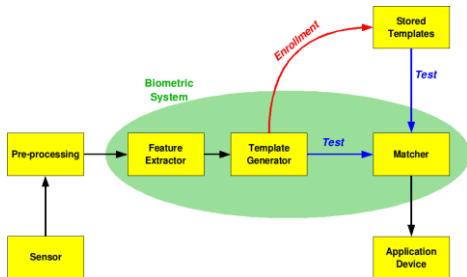 Stored
Templates
Enrollment
Test
Biometric
System
Pre-processing
Feature
Extractor
Template
Generator
Test
Matcher
Sensor
Application
Device